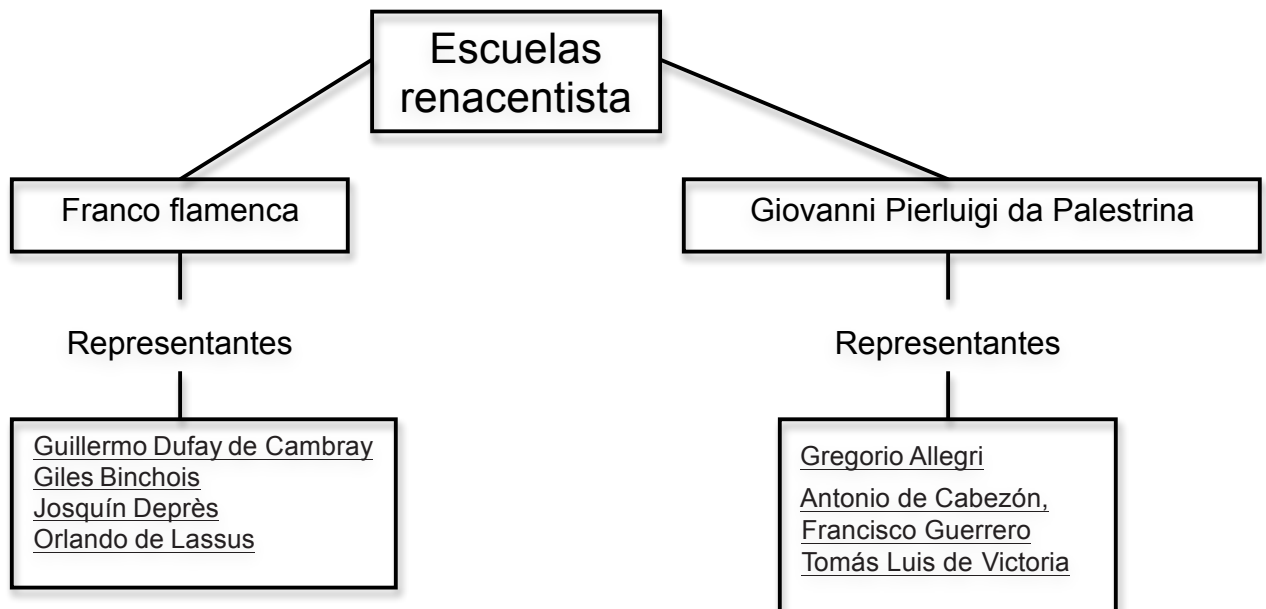 Escuelas
renacentista
Franco flamenca
Giovanni Pierluigi da Palestrina
Representantes
Representantes
Guillermo Dufay de Cambray
Giles Binchois
Josquín Deprès
Orlando de Lassus
Gregorio Allegri
Antonio de Cabezón,
Francisco Guerrero
Tomás Luis de Victoria